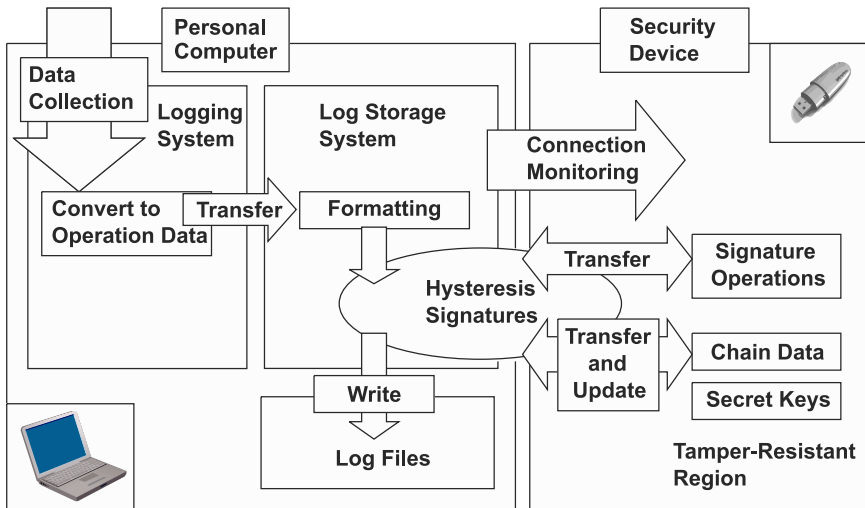 Personal
Computer
Security
Device
Data
Collection
Logging
System
Log Storage
System
Connection
Monitoring
Convert to
Operation Data
Transfer
Formatting
Transfer
Signature
Operations
Hysteresis
Signatures
Transfer
and
Update
Chain Data
Secret Keys
Write
Log Files
Tamper-Resistant
Region